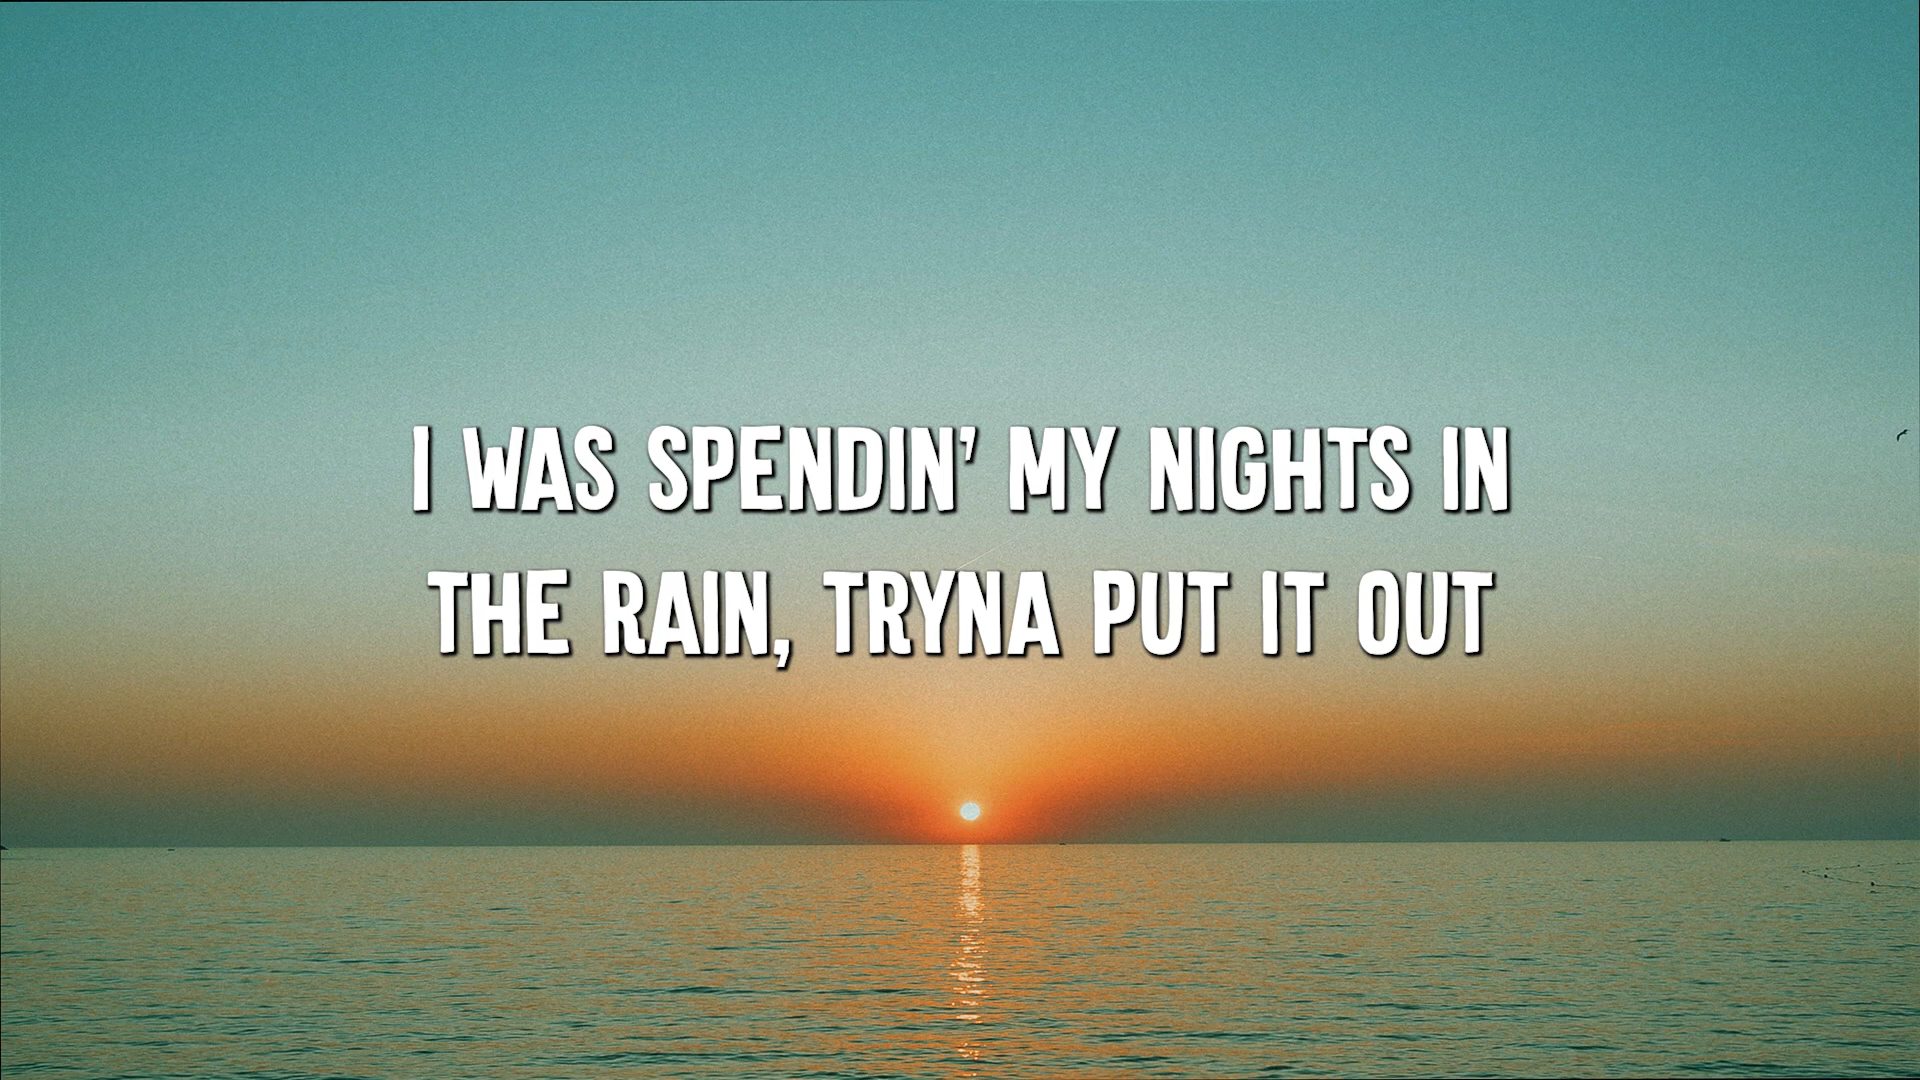 I WAS SPENDIN’ MY NIGHTS IN
THE RAIN, TRYNA PUT IT OUT